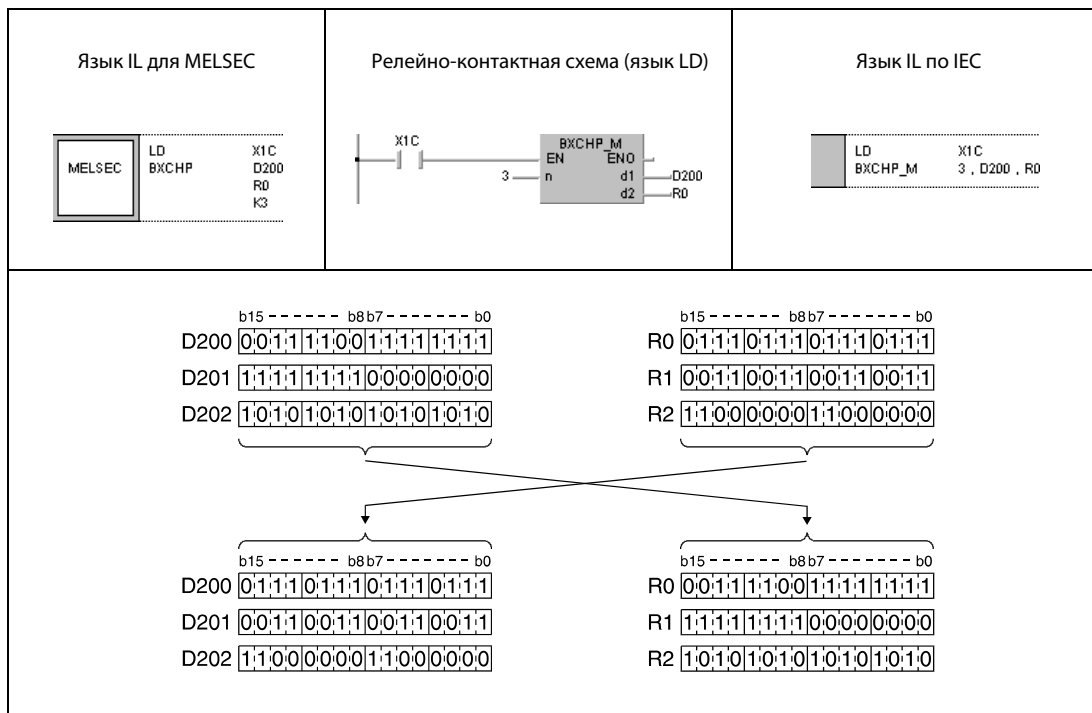 Язык IL для MELSEC
MELSEC
LD X1C
BXCHP D200
R0
K3
Релейно-контактная схема (язык LD)
X1C
BXCHP_M
EN ENO
3 n d1 D200
d2 R0
Язык IL по IEC
LD X1C
BXCHP_M 3 , D200 , R0
b15 b8 b7 b0
D200 0011110011111111
D201 1111111100000000
D202 1010101010101010
b15 b8 b7 b0
R0 0111011101110111
R1 0011001100110011
R2 1100000011000000
b15 b8 b7 b0
D200 0111011101110111
D201 0011001100110011
D202 1100000011000000
b15 b8 b7 b0
R0 0011110011111111
R1 1111111100000000
R2 1010101010101010